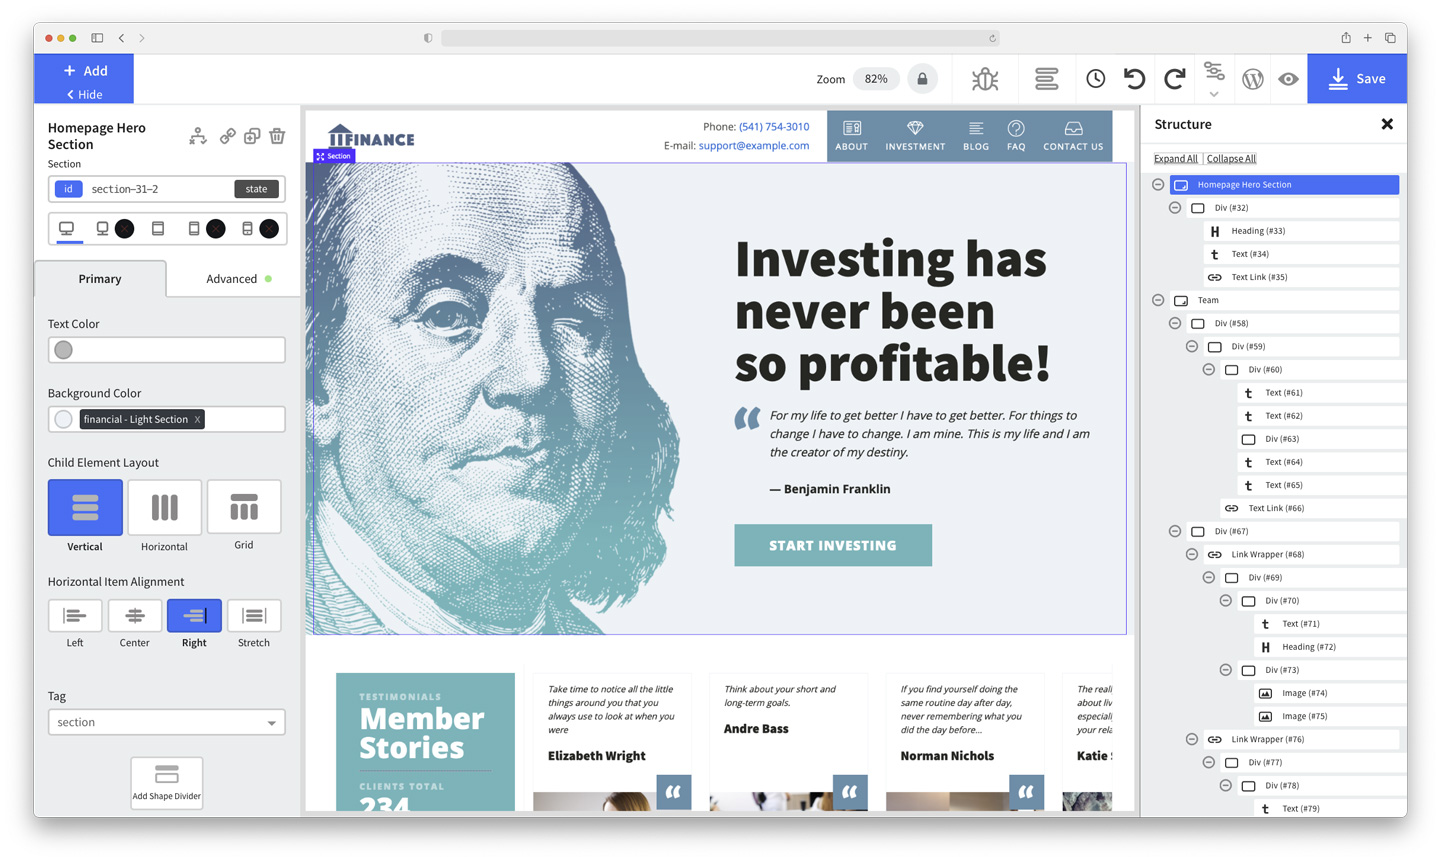 + Add
< Hide
Zoom 82%
Save
Homepage Hero
Section
Section
id section-31-2 state
Primary Advanced
Text Color
Background Color
financial - Light Section X
Child Element Layout
Vertical Horizontal Grid
Horizontal Item Alignment
Left Center Right Stretch
Tag
section
Add Shape Divider
FINANCE
Section
Phone: (541) 754-3010
E-mail: support@example.com
ABOUT INVESTMENT BLOG FAQ CONTACT US
Investing has
never been
so profitable!
“ For my life to get better I have to get better. For things to
change I have to change. I am mine. This is my life and I am
the creator of my destiny.
— Benjamin Franklin
START INVESTING
TESTIMONIALS
Member
Stories
CLIENTS TOTAL
234
Take time to notice all the little
things around you that you
always use to look at when you
were
Elizabeth Wright
“
Think about your short and
long-term goals.
Andre Bass
“
If you find yourself doing the
same routine day after day,
never remembering what you
did the day before...
Norman Nichols
“
The reali
about liv
especiall
your rela
Katie
Structure
Expand All | Collapse All
Homepage Hero Section
Div (#32)
Heading (#33)
Text (#34)
Text Link (#35)
Team
Div (#58)
Div (#59)
Div (#60)
Text (#61)
Text (#62)
Div (#63)
Text (#64)
Text (#65)
Text Link (#66)
Div (#67)
Link Wrapper (#68)
Div (#69)
Div (#70)
Text (#71)
Heading (#72)
Div (#73)
Image (#74)
Image (#75)
Link Wrapper (#76)
Div (#77)
Div (#78)
Text (#79)